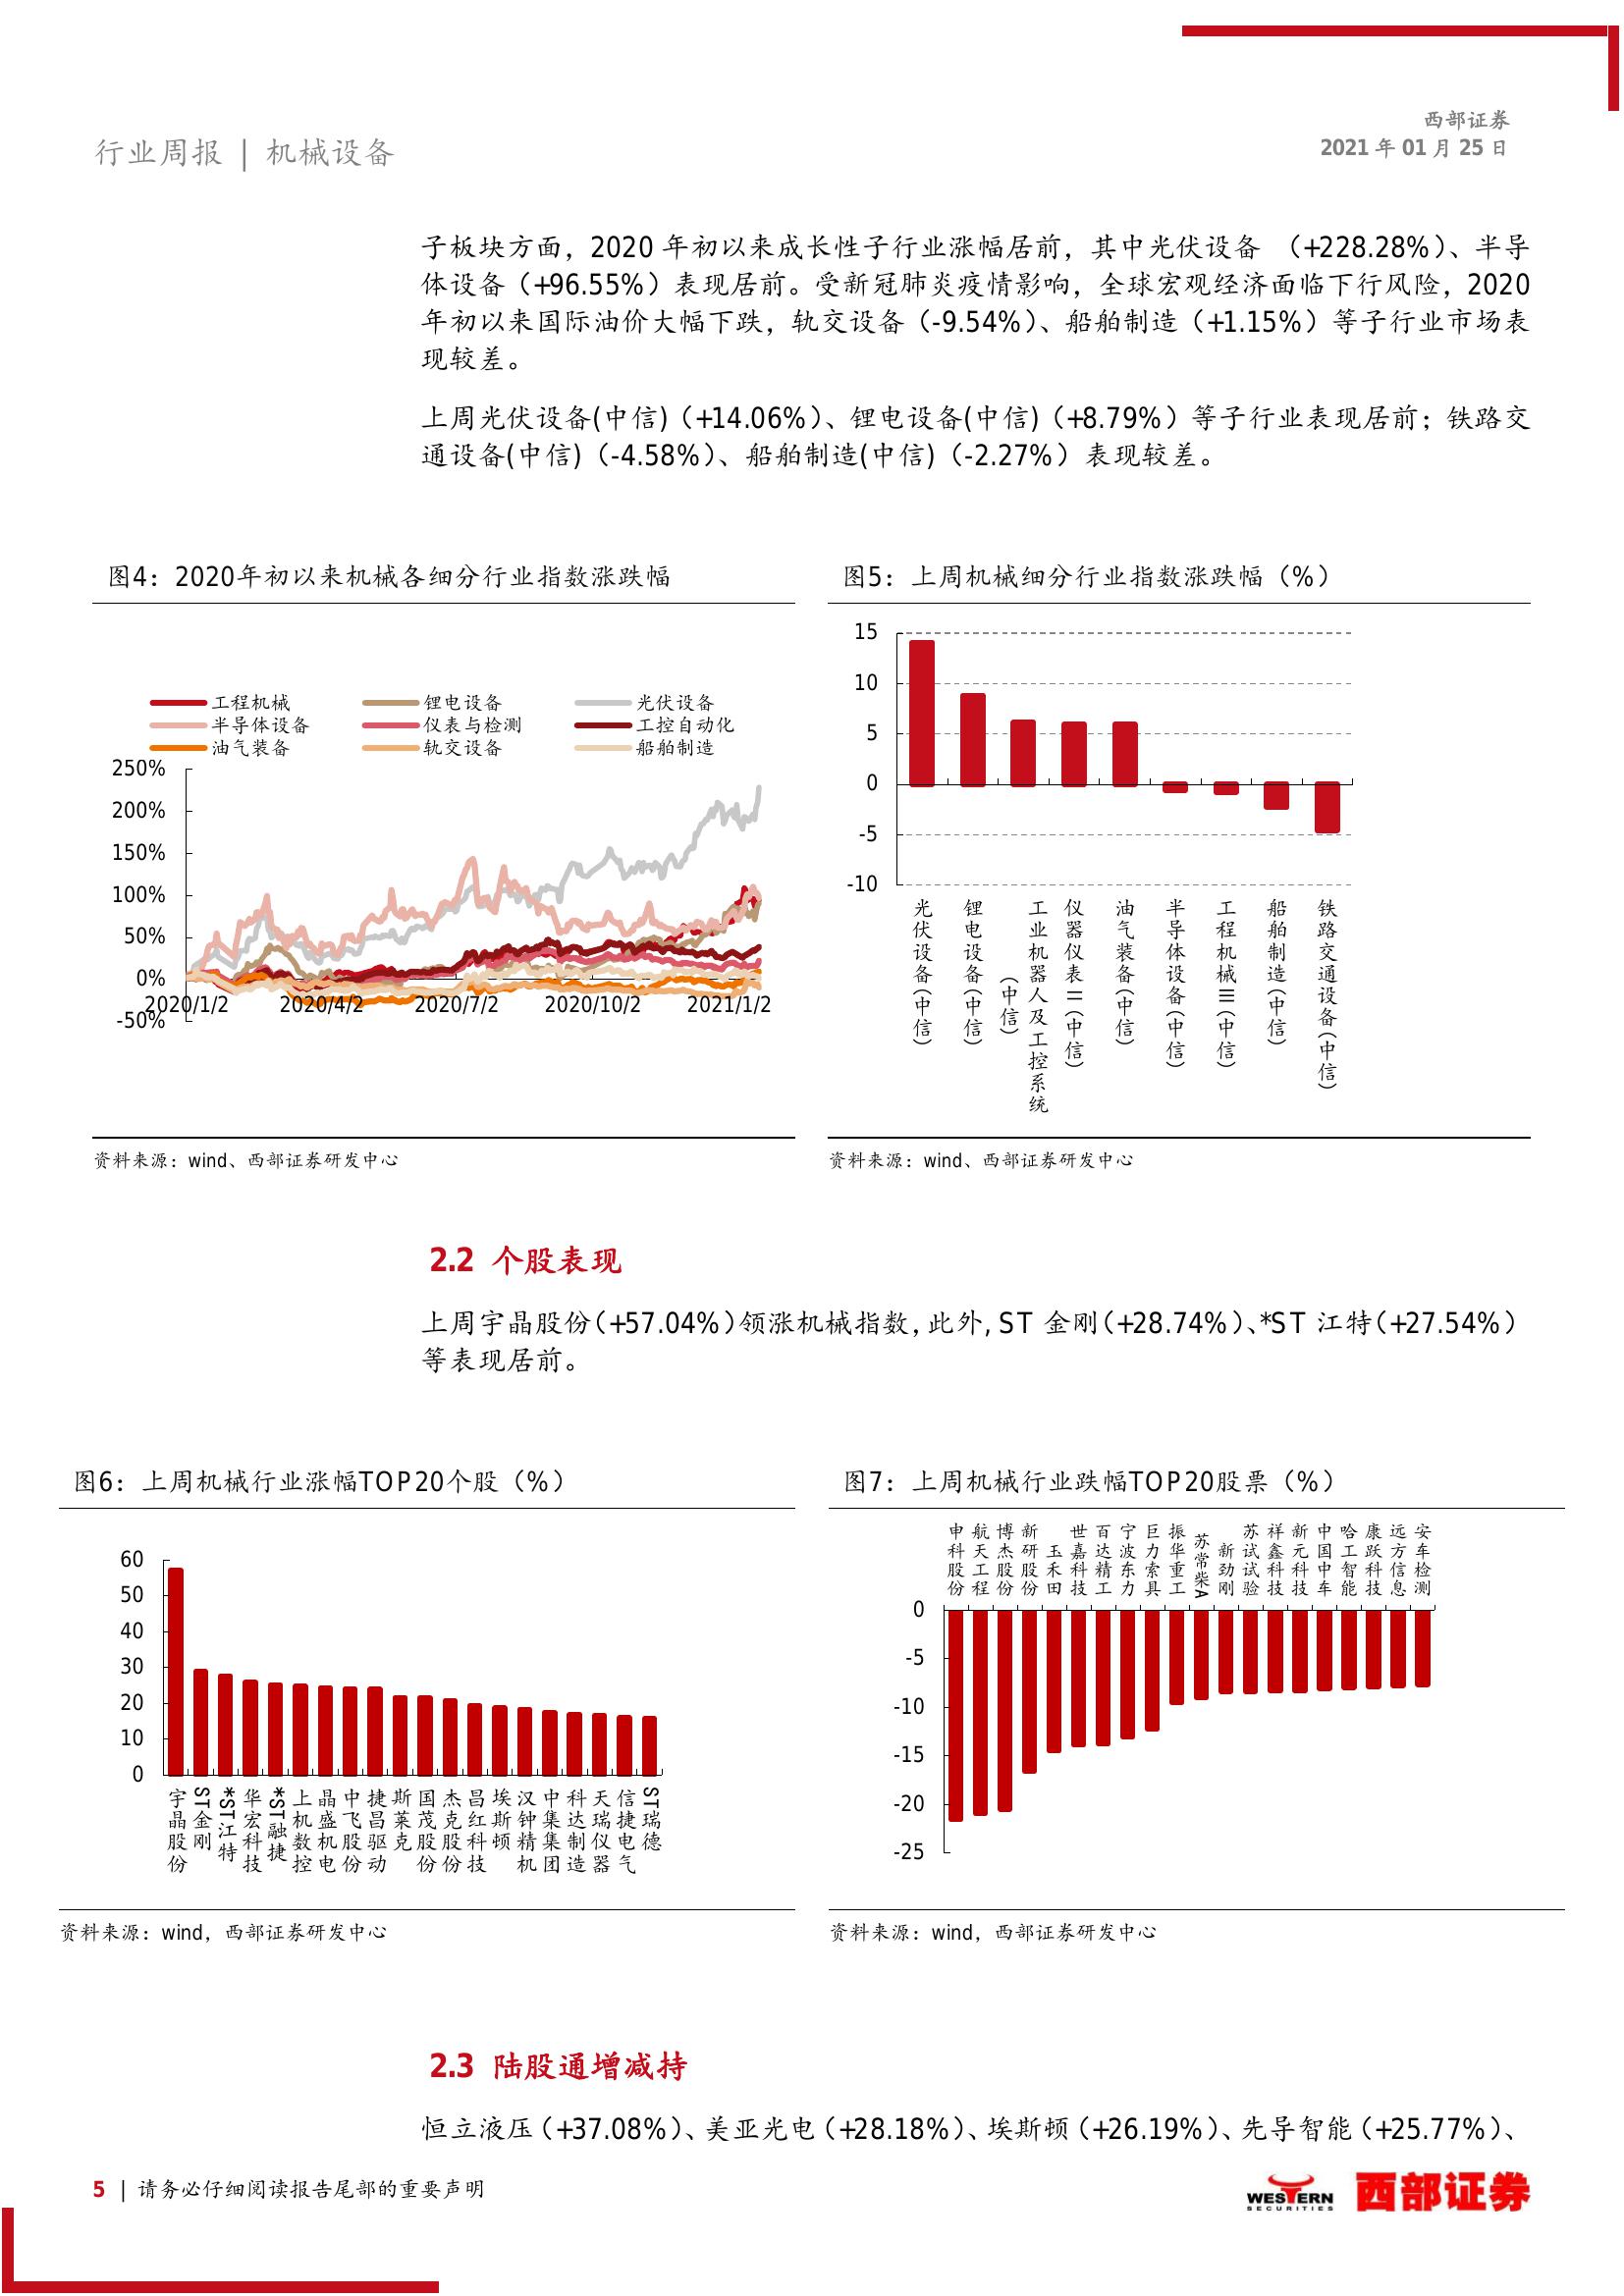 西部证券
2021 年 01 月 25 日
行业周报 | 机械设备
子板块方面，2020 年初以来成长性子行业涨幅居前，其中光伏设备 （+228.28%）、半导
体设备（+96.55%）表现居前。受新冠肺炎疫情影响，全球宏观经济面临下行风险，2020
年初以来国际油价大幅下跌，轨交设备（-9.54%）、船舶制造（+1.15%）等子行业市场表
现较差。
上周光伏设备(中信)（+14.06%）、锂电设备(中信)（+8.79%）等子行业表现居前；铁路交
通设备(中信)（-4.58%）、船舶制造(中信)（-2.27%）表现较差。
图4：2020年初以来机械各细分行业指数涨跌幅
工程机械 锂电设备 光伏设备
半导体设备 仪表与检测 工控自动化
油气装备 轨交设备 船舶制造
250%
200%
150%
100%
50%
0%
-50%
2020/1/2 2020/4/2 2020/7/2 2020/10/2 2021/1/2
资料来源：wind、西部证券研发中心
图5：上周机械细分行业指数涨跌幅（%）
15
10
5
0
-5
-10
光伏设备(中信)
锂电设备(中信)
工业机器人及工控系统
(中信)
仪器仪表Ⅱ(中信)
油气装备(中信)
半导体设备(中信)
工程机械Ⅲ(中信)
船舶制造(中信)
铁路交通设备(中信)
资料来源：wind、西部证券研发中心
2.2 个股表现
上周宇晶股份（+57.04%）领涨机械指数，此外，ST 金刚（+28.74%）、*ST 江特（+27.54%）
等表现居前。
图6：上周机械行业涨幅TOP20个股（%）
60
50
40
30
20
10
0
宇晶股份
ST金刚
*ST江特
华宏科技
*ST融捷
上机数控
晶盛机电
中飞股份
捷昌驱动
斯莱克
国茂股份
杰克股份
昌红科技
埃斯顿
汉钟精机
中集集团
科达制造
天瑞仪器
信捷电气
ST瑞德
资料来源：wind，西部证券研发中心
图7：上周机械行业跌幅TOP20股票（%）
申科股份
航天工程
博杰股份
新研股份
玉禾田
世嘉科技
百达精工
宁波东力
巨力索具
振华重工
苏常柴A
新劲刚
苏试试验
祥鑫科技
新元科技
中国中车
哈工智能
康跃科技
远方信息
安车检测
0
-5
-10
-15
-20
-25
资料来源：wind，西部证券研发中心
2.3 陆股通增减持
恒立液压（+37.08%）、美亚光电（+28.18%）、埃斯顿（+26.19%）、先导智能（+25.77%）、
5 | 请务必仔细阅读报告尾部的重要声明
WESTERN
SECURITIES
西部证券